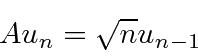 $Au_n = \sqrt{n}u_{n-1}$